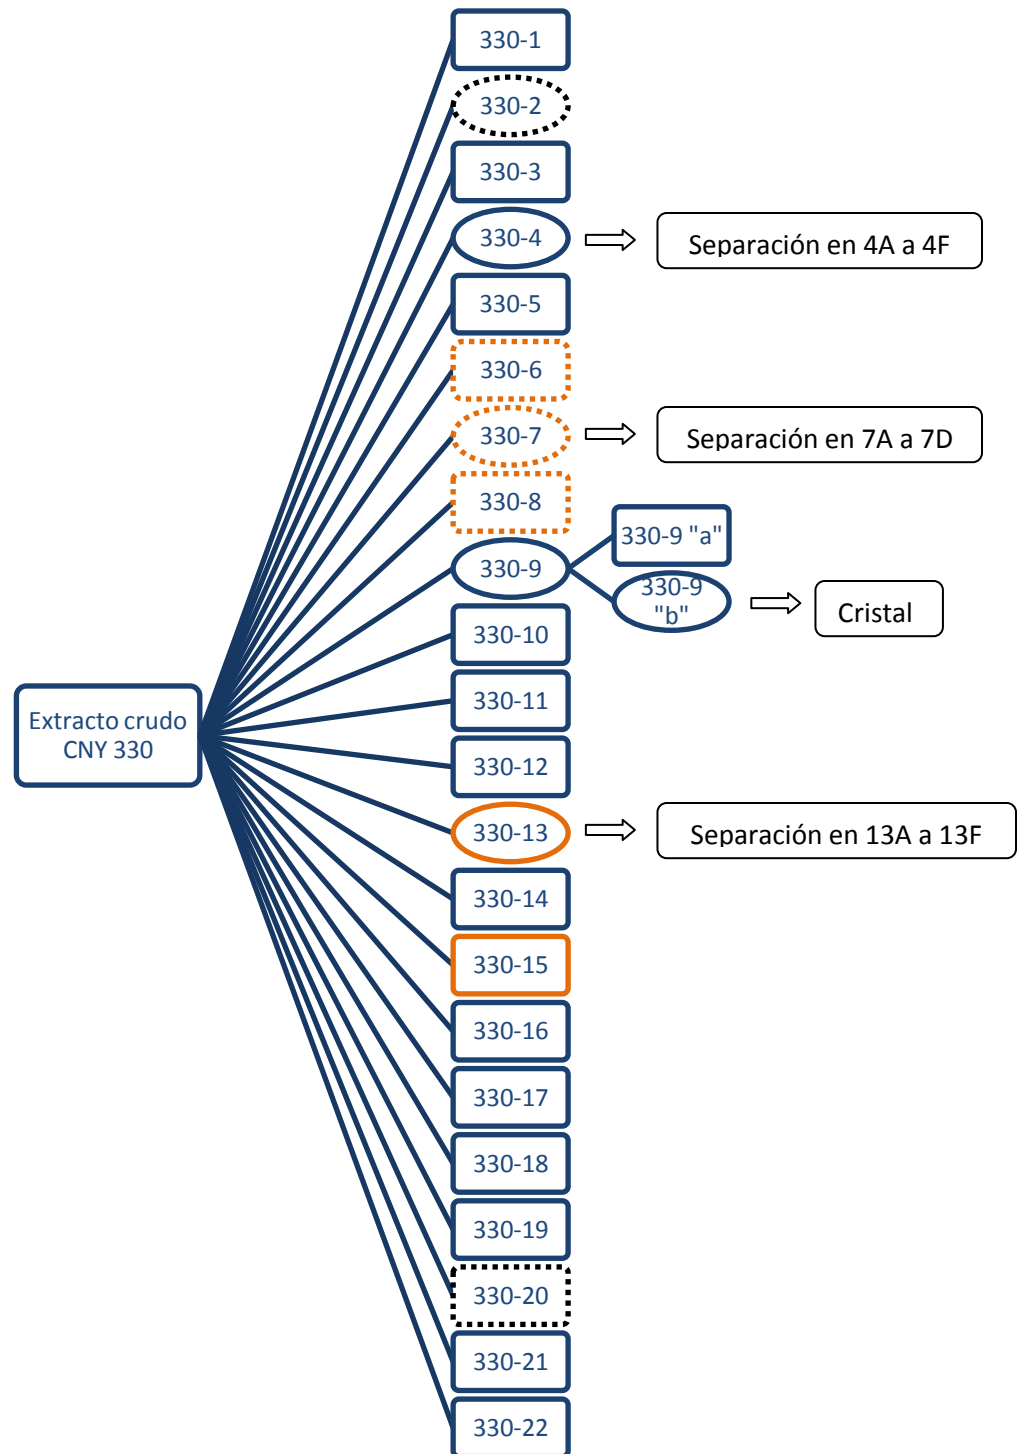 330-1
330-2
330-3
330-4
Separación en 4A a 4F
330-5
330-6
330-7
Separación en 7A a 7D
330-8
330-9 "a"
330-9
330-9
"b"
Cristal
330-10
Extracto crudo
CNY 330
330-11
330-12
330-13
Separación en 13A a 13F
330-14
330-15
330-16
330-17
330-18
330-19
330-20
330-21
330-22